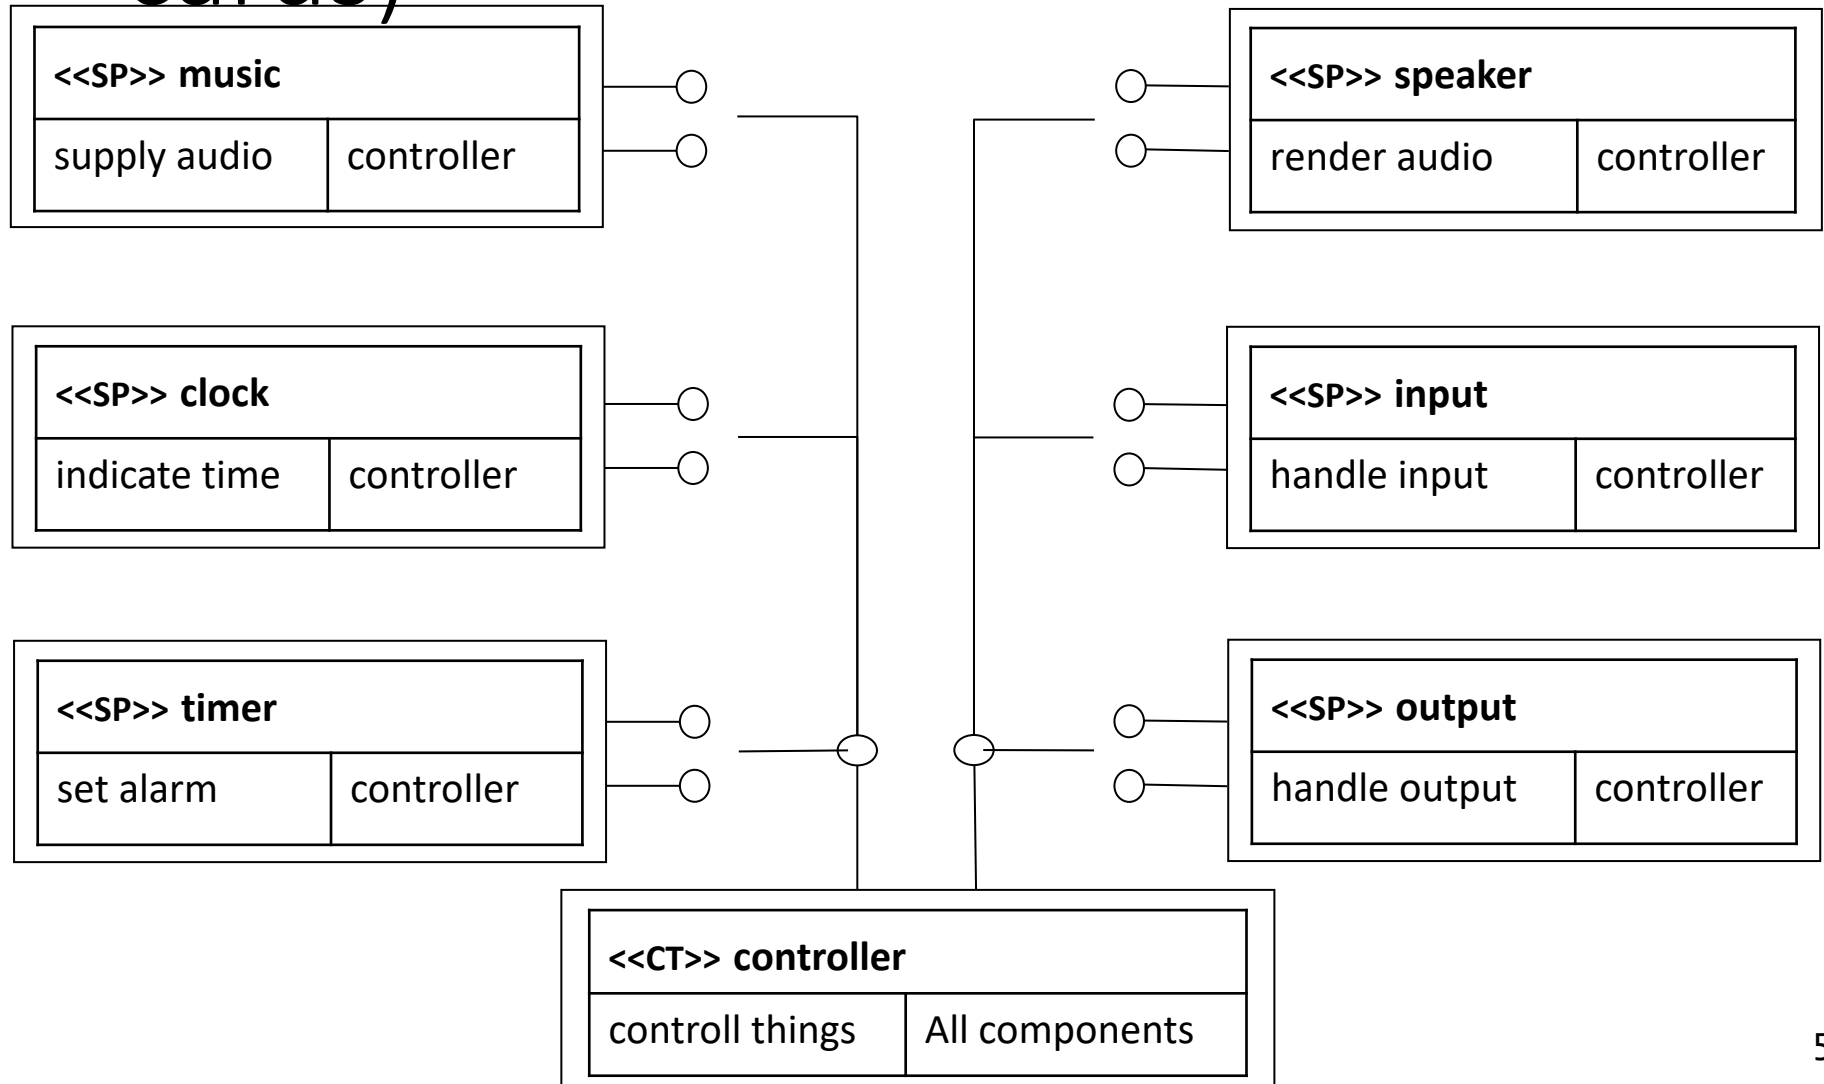 <<SP>> music
supply audio controller
<<SP>> speaker
render audio controller
<<SP>> clock
indicate time controller
<<SP>> input
handle input controller
<<SP>> timer
set alarm controller
<<SP>> output
handle output controller
<<CT>> controller
controll things All components